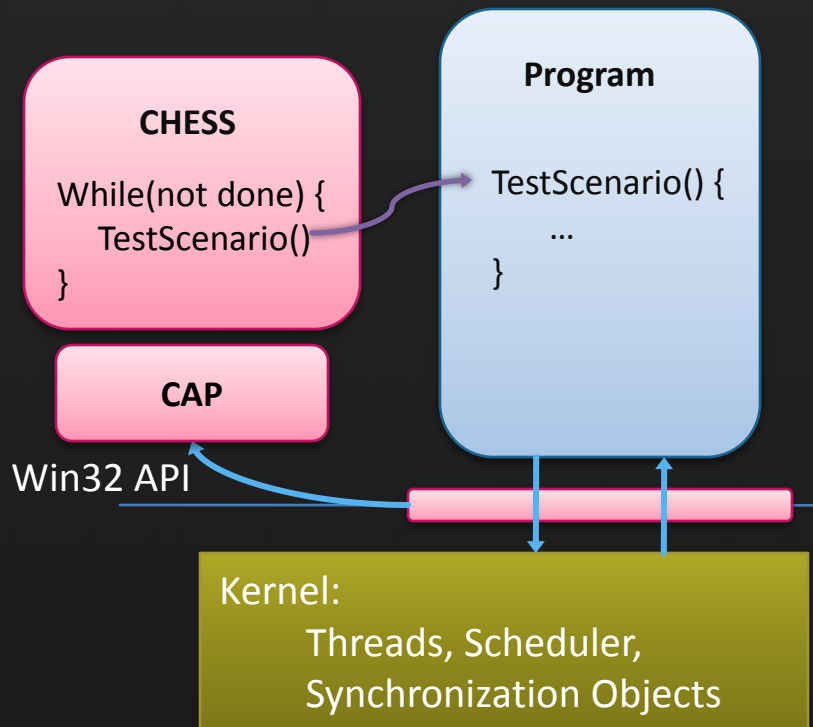 CHESS
While(not done) {
TestScenario()
}
CAP
Program
TestScenario() {
...
}
Win32 API
Kernel:
Threads, Scheduler,
Synchronization Objects